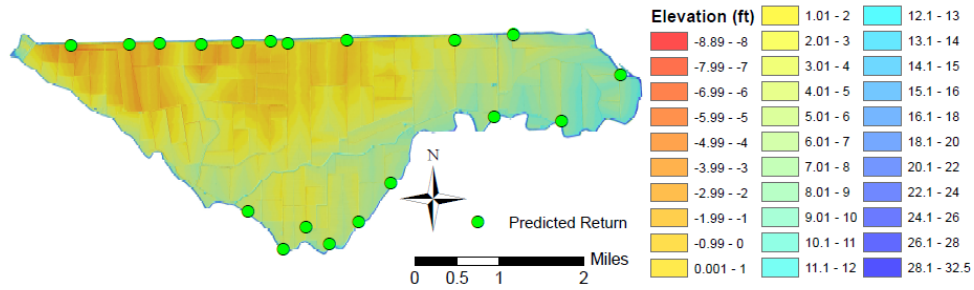 Elevation (ft)
-8.89 - -8
-7.99 - -7
-6.99 - -6
-5.99 - -5
-4.99 - -4
-3.99 - -3
-2.99 - -2
-1.99 - -1
-0.99 - 0
0.001 - 1
1.01 - 2
2.01 - 3
3.01 - 4
4.01 - 5
5.01 - 6
6.01 - 7
7.01 - 8
8.01 - 9
9.01 - 10
10.1 - 11
11.1 - 12
12.1 - 13
13.1 - 14
14.1 - 15
15.1 - 16
16.1 - 18
18.1 - 20
20.1 - 22
22.1 - 24
24.1 - 26
26.1 - 28
28.1 - 32.5
N
Predicted Return
Miles
0 0.5 1 2